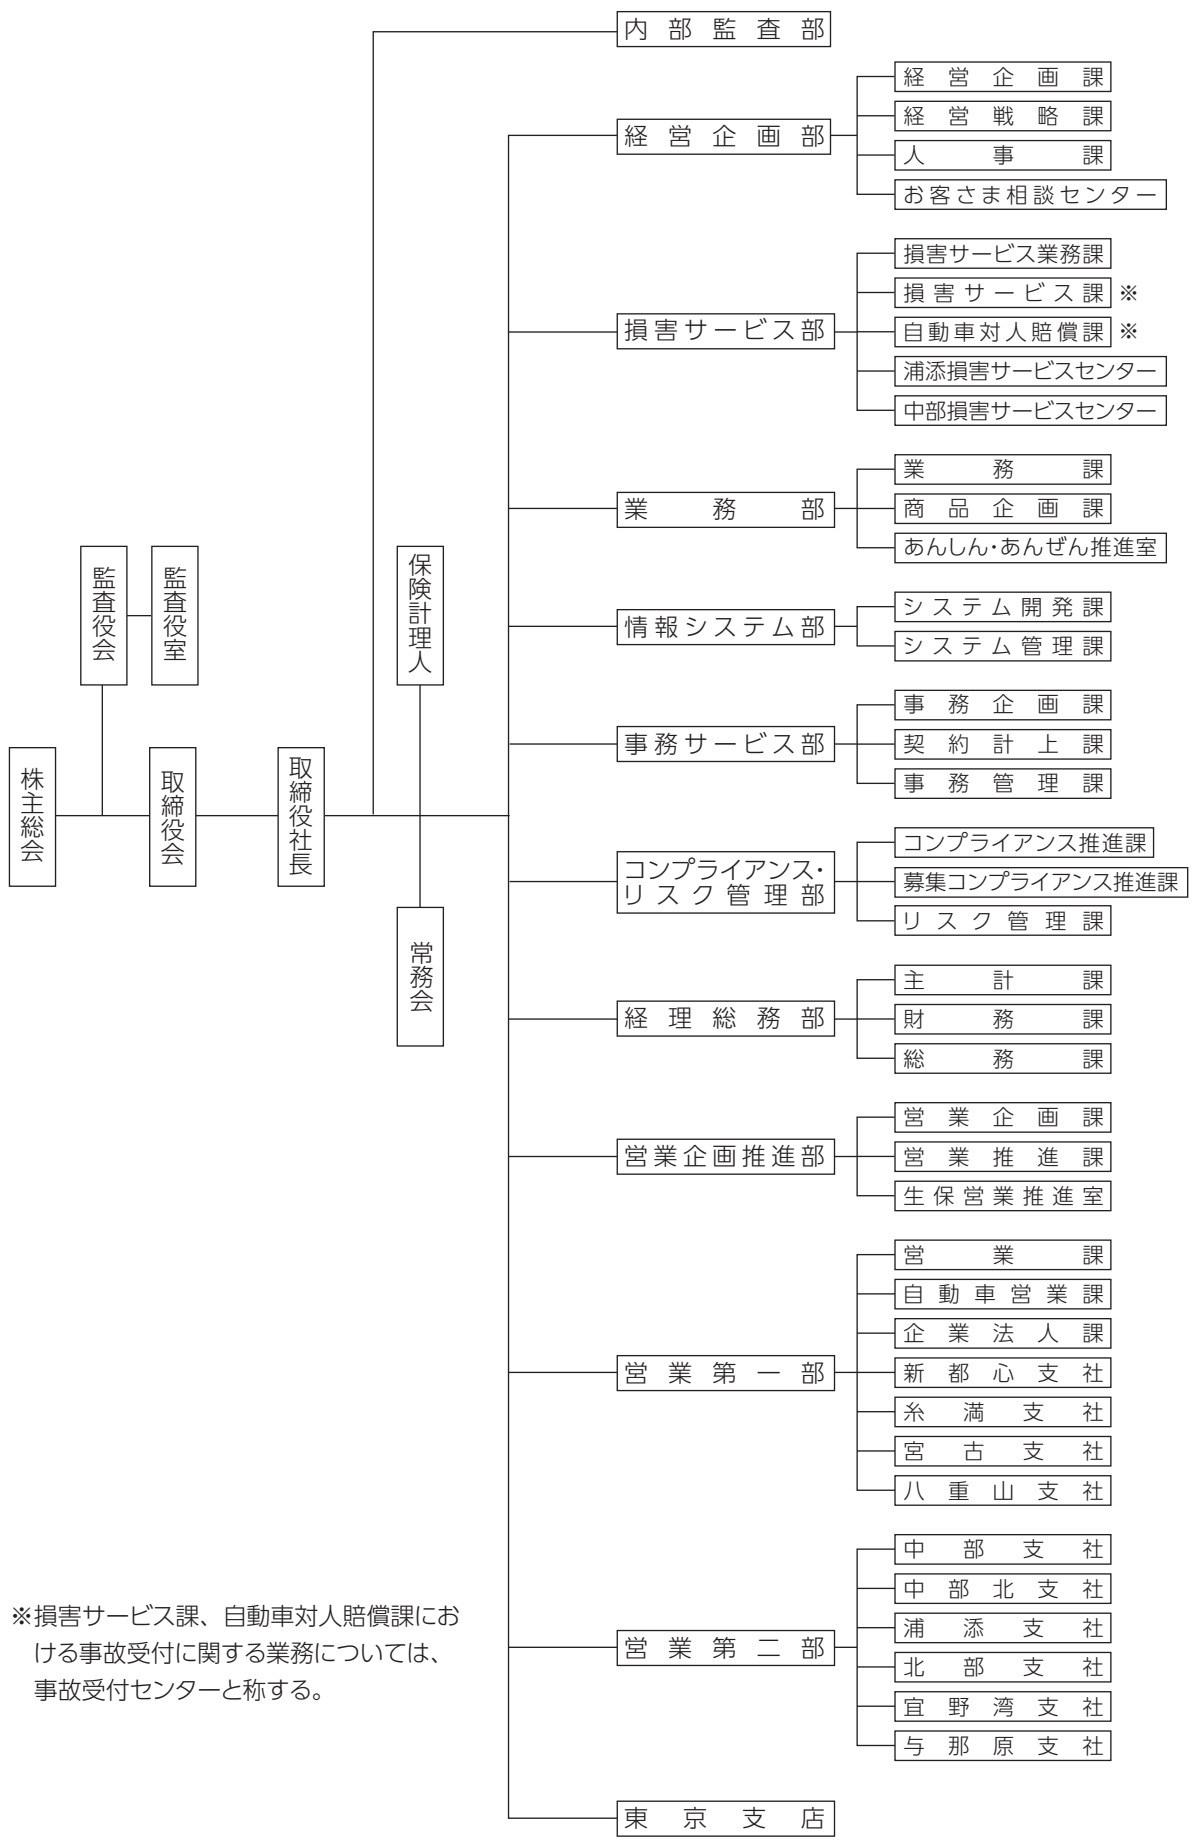 株主総会
監査役会
監査役室
取締役会
取締役社長
保険計理人
常務会
内部監査部
経営企画部
経営企画課
経営戦略課
人事課
お客さま相談センター
損害サービス部
損害サービス業務課
損害サービス課※
自動車対人賠償課※
浦添損害サービスセンター
中部損害サービスセンター
業務部
業務課
商品企画課
あんしん・あんぜん推進室
情報システム部
システム開発課
システム管理課
事務サービス部
事務企画課
契約計上課
事務管理課
コンプライアンス・
リスク管理部
コンプライアンス推進課
募集コンプライアンス推進課
リスク管理課
経理総務部
主計課
財務課
総務課
営業企画推進部
営業企画課
営業推進課
生保営業推進室
営業第一部
営業課
自動車営業課
企業法人課
新都心支社
糸満支社
宮古支社
八重山支社
営業第二部
中部支社
中部北支社
浦添支社
北部支社
宜野湾支社
与那原支社
東京支店
※損害サービス課、自動車対人賠償課にお
ける事故受付に関する業務については、
事故受付センターと称する。